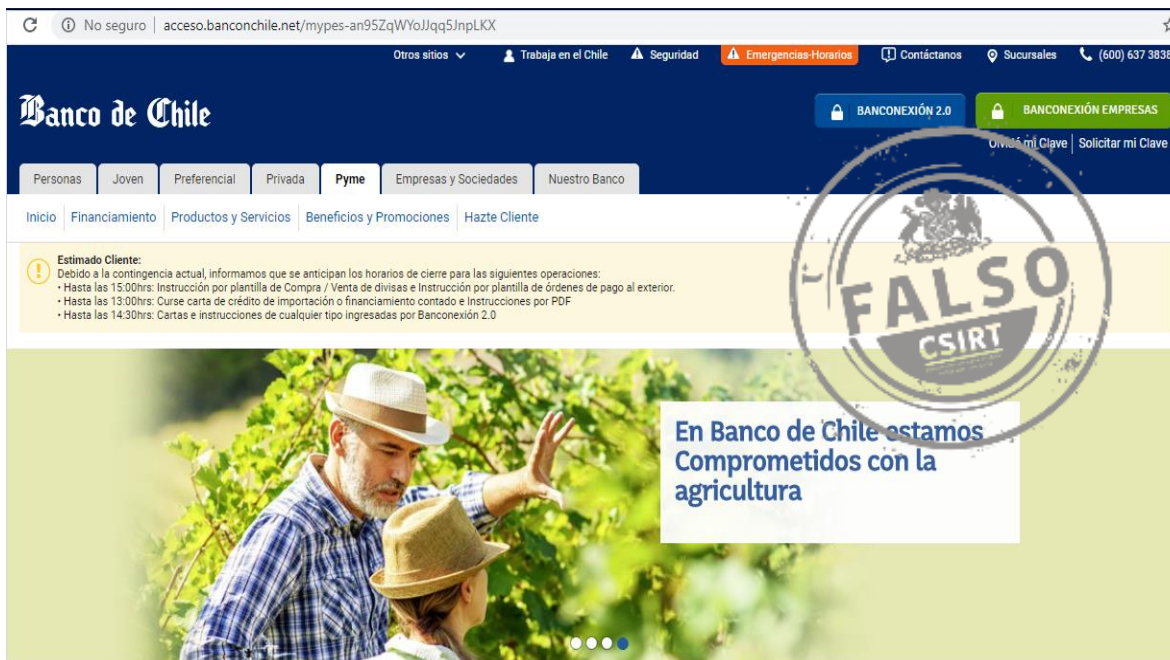 No seguro | acceso.banconchile.net/mypes-an95ZqWYoJJqq5JnpLKX
Otros sitios Trabaja en el Chile Seguridad Emergencias-Horarios Contáctanos Sucursales (600) 637 3838
Banco de Chile
BANCONEXIÓN 2.0 BANCONEXIÓN EMPRESAS
Olvidé mi Clave | Solicitar mi Clave
Personas Joven Preferencial Privada Pyme Empresas y Sociedades Nuestro Banco
Inicio Financiamiento Productos y Servicios Beneficios y Promociones Hazte Cliente
Estimado Cliente:
Debido a la contingencia actual, informamos que se anticipan los horarios de cierre para las siguientes operaciones:
• Hasta las 15:00hrs: Instrucción por plantilla de Compra / Venta de divisas e Instrucción por plantilla de órdenes de pago al exterior.
• Hasta las 13:00hrs: Curse carta de crédito de importación o financiamiento contado e Instrucciones por PDF
• Hasta las 14:30hrs: Cartas e instrucciones de cualquier tipo ingresadas por Banconexión 2.0
FALSO
CSIRT
En Banco de Chile estamos
Comprometidos con la
agricultura